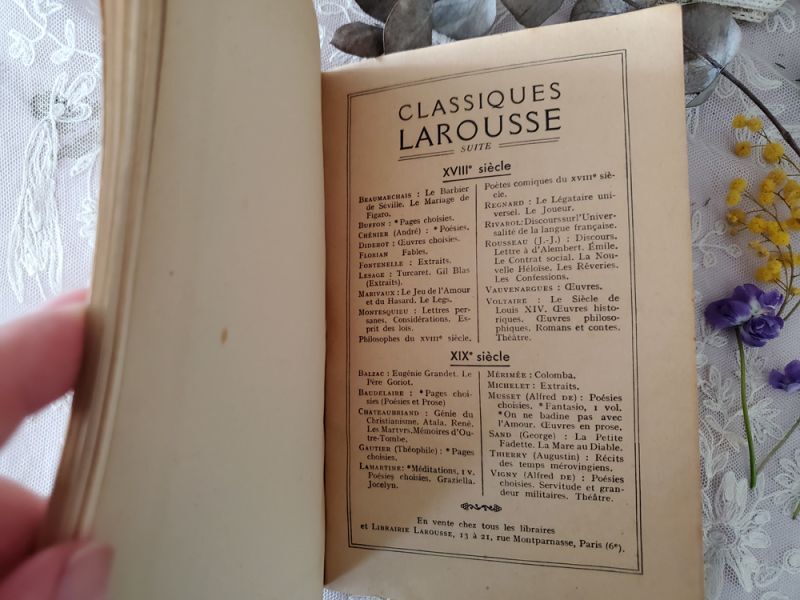 CLASSIQUES
LAROUSSE
SUITE
XVIIIe siècle
BEAUMARCHAIS : Le Barbier
de Séville. Le Mariage de
Figaro.
BUFFON : *Pages choisies.
CHÉNIER (André) : *Poésies.
DIDEROT : Œuvres choisies.
FLORIAN Fables.
FONTENELLE : Extraits.
LESAGE : Turcaret. Gil Blas
(Extraits).
MARIVAUX : Le Jeu de l'Amour
et du Hasard. Le Legs.
MONTESQUIEU : Lettres per-
sanes. Considérations. Es-
prit des lois.
Philosophes du XVIIIe siècle.
Poètes comiques du XVIIIe siè-
cle.
REGNARD : Le Légataire uni-
versel. Le Joueur.
RIVAROL: Discours sur l'Univer-
salité de la langue française.
ROUSSEAU (J.-J.) : Discours.
Lettre à d'Alembert. Émile.
Le Contrat social. La Nou-
velle Héloïse. Les Rêveries.
Les Confessions.
VAUVENARGUES : Œuvres.
VOLTAIRE : Le Siècle de
Louis XIV. Œuvres histo-
riques. Œuvres philoso-
phiques. Romans et contes.
Théâtre.
XIXe siècle
BALZAC : Eugénie Grandet. Le
Père Goriot.
BAUDELAIRE : *Pages choi-
sies (Poésies et Prose)
CHATEAUBRIAND : Génie du
Christianisme, Atala. René.
Les Martyrs. Mémoires d'Ou-
tre-Tombe.
GAUTIER (Théophile) : *Pages
choisies.
LAMARTINE: *Méditations, 1 v.
Poésies choisies, Graziella.
Jocelyn.
MÉRIMÉE : Colomba.
MICHELET : Extraits.
MUSSET (Alfred DE) : Poésies
choisies. *Fantasio, 1 vol.
*On ne badine pas avec
l'Amour. Œuvres en prose.
SAND (George) : La Petite
Fadette. La Mare au Diable.
THIERRY (Augustin) : Récits
des temps mérovingiens.
VIGNY (Alfred DE) : Poésies
choisies. Servitude et gran-
deur militaires. Théâtre.
En vente chez tous les libraires
et LIBRAIRIE LAROUSSE, 13 à 21, rue Montparnasse, Paris (6e).